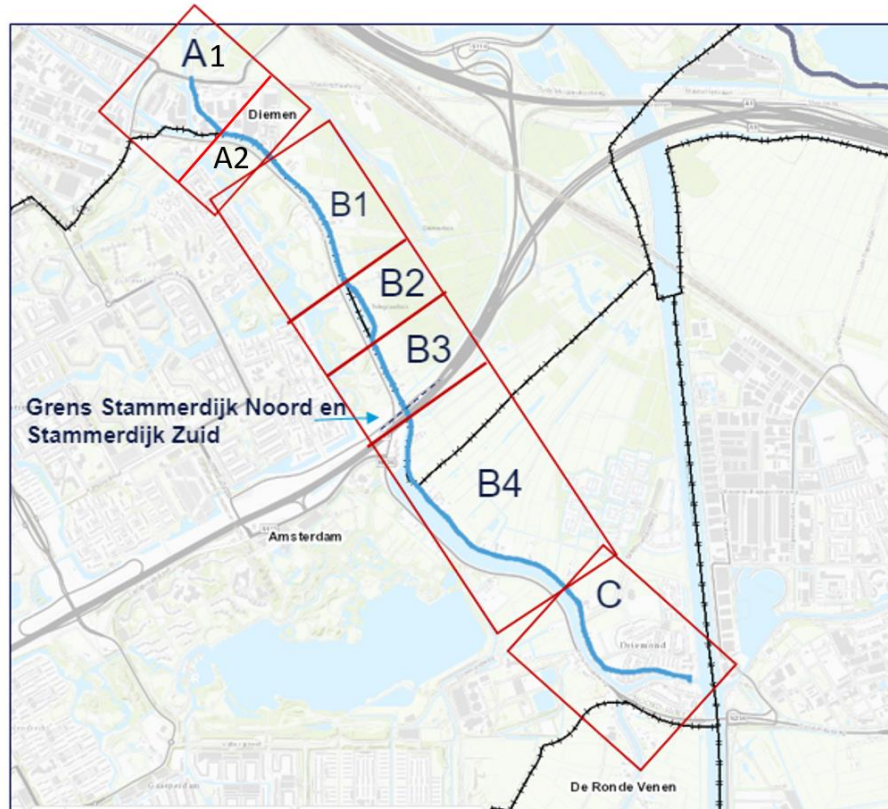 A1
Diemen
A2
B1
B2
B3
Grens Stammerdijk Noord en
Stammerdijk Zuid
B4
Amsterdam
C
Driemond
De Ronde Venen